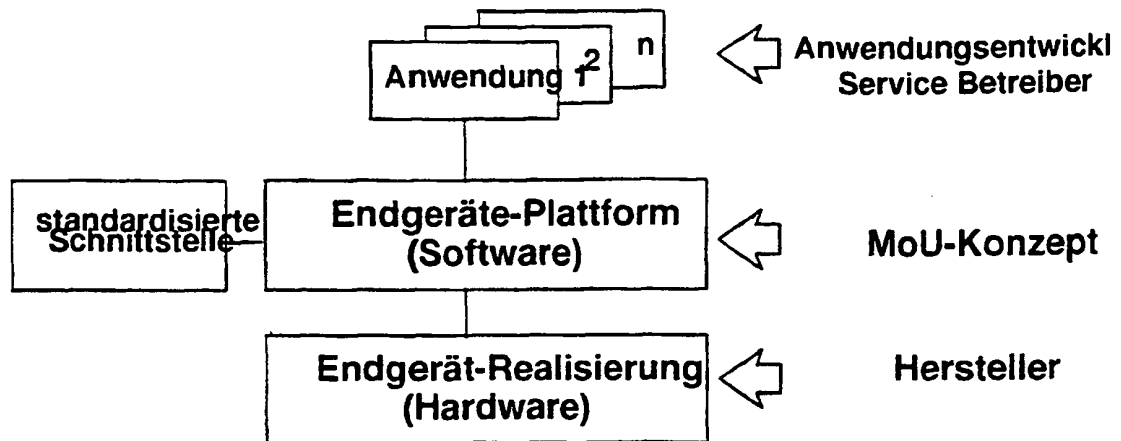 n
2
Anwendung 1
Anwendungsentwickl
Service Betreiber
standardisierte
Schnittstelle
Endgeräte-Plattform
(Software)
MoU-Konzept
Endgerät-Realisierung
(Hardware)
Hersteller